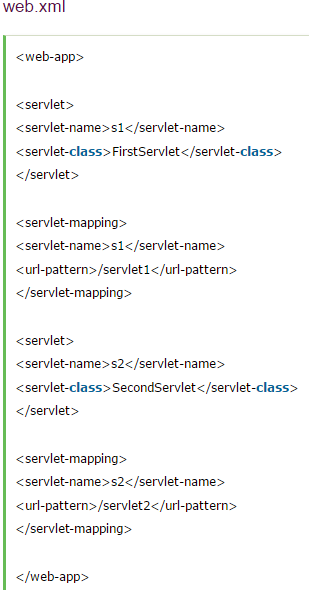 web.xml
<web-app>
<servlet>
<servlet-name>s1</servlet-name>
<servlet-class>FirstServlet</servlet-class>
</servlet>
<servlet-mapping>
<servlet-name>s1</servlet-name>
<url-pattern>/servlet1</url-pattern>
</servlet-mapping>
<servlet>
<servlet-name>s2</servlet-name>
<servlet-class>SecondServlet</servlet-class>
</servlet>
<servlet-mapping>
<servlet-name>s2</servlet-name>
<url-pattern>/servlet2</url-pattern>
</servlet-mapping>
</web-app>